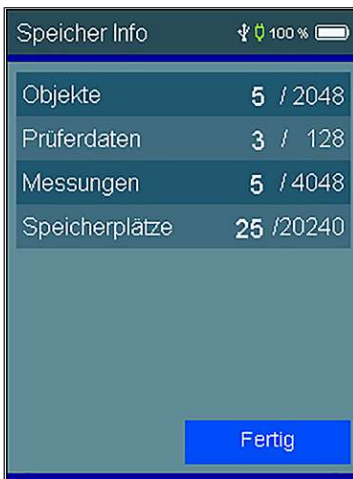 Speicher Info 100 %
Objekte 5 / 2048
Prüferdaten 3 / 128
Messungen 5 / 4048
Speicherplätze 25 /20240
Fertig